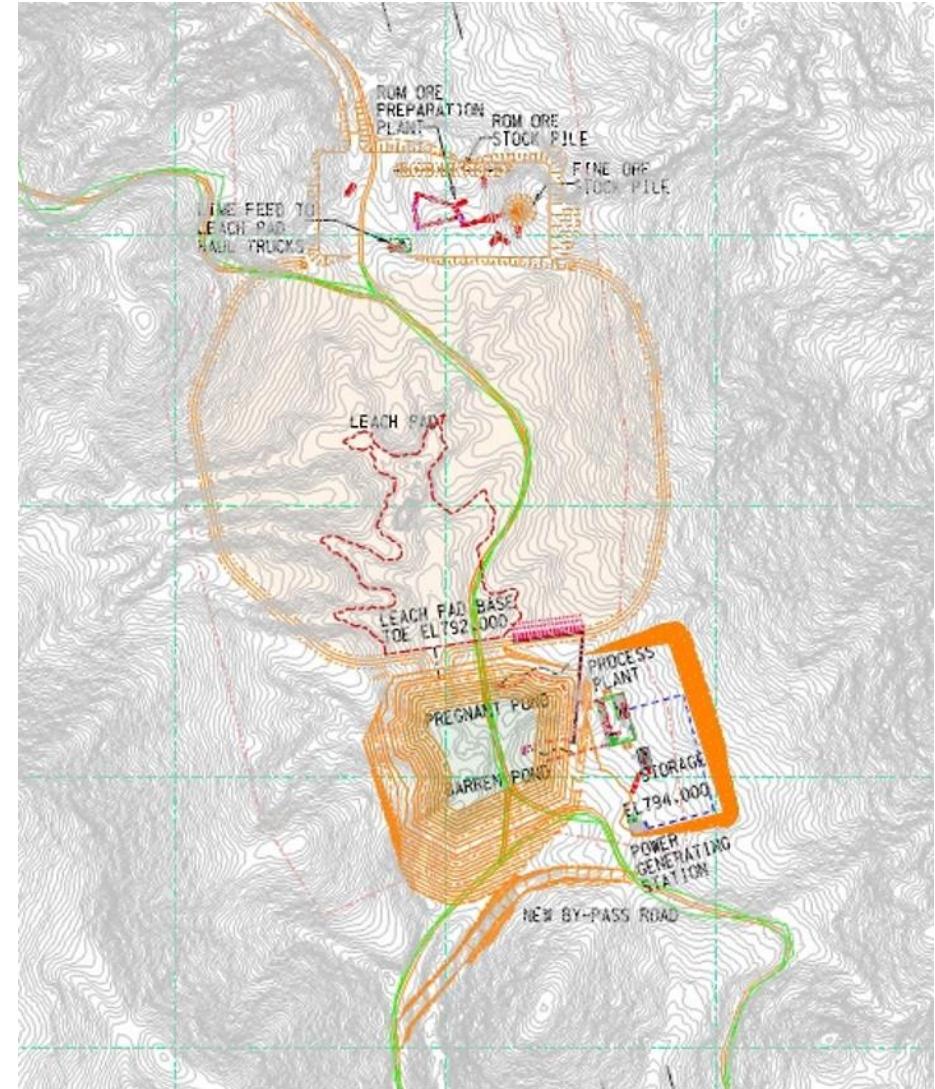 ROM ORE
PREPARATION
PLANT
ROM ORE
STOCK PILE
FINE ORE
STOCK PILE
LIME FEED TO
LEACH PAD
HAUL TRUCKS
LEACH PAD
LEACH PAD BASE
TOE EL792.000
PROCESS
PLANT
PREGNANT POND
BARREN POND
STORAGE
EL794.000
POWER
GENERATING
STATION
NEW BY-PASS ROAD